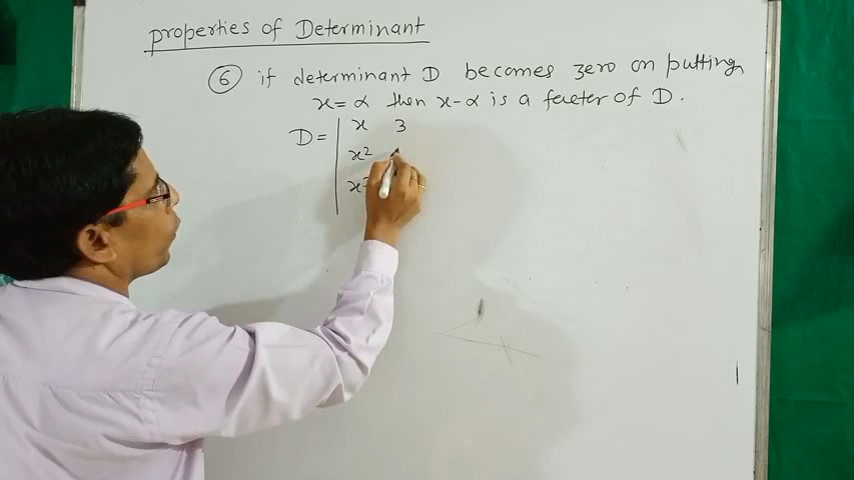 properties of Determinant
⑥ if determinant D becomes zero on putting
x = α then x-α is a facter of D.
D = | x 3
x²